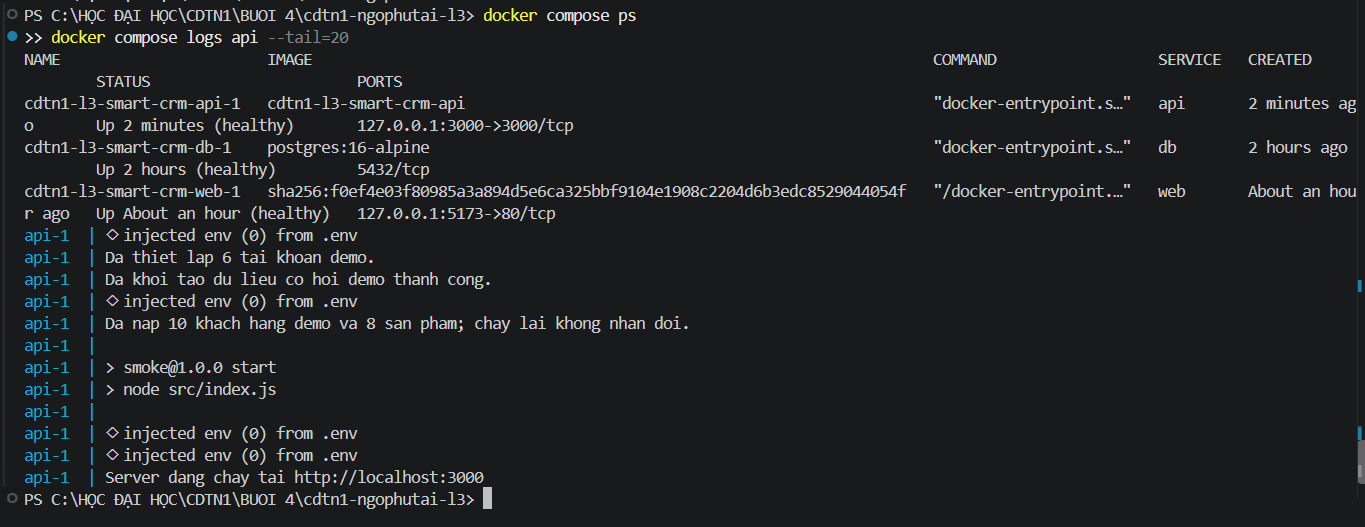 PS C:\HỌC ĐẠI HỌC\CDTN1\BUOI 4\cdtn1-ngophutai-l3> docker compose ps
>> docker compose logs api --tail=20
NAME IMAGE COMMAND SERVICE CREATED
STATUS PORTS
cdtn1-l3-smart-crm-api-1 cdtn1-l3-smart-crm-api "docker-entrypoint.s…" api 2 minutes ag
o Up 2 minutes (healthy) 127.0.0.1:3000->3000/tcp
cdtn1-l3-smart-crm-db-1 postgres:16-alpine "docker-entrypoint.s…" db 2 hours ago
Up 2 hours (healthy) 5432/tcp
cdtn1-l3-smart-crm-web-1 sha256:f0ef4e03f80985a3a894d5e6ca325bbf9104e1908c2204d6b3edc8529044054f "/docker-entrypoint.…" web About an hou
r ago Up About an hour (healthy) 127.0.0.1:5173->80/tcp
api-1 | ◇ injected env (0) from .env
api-1 | Da thiet lap 6 tai khoan demo.
api-1 | Da khoi tao du lieu co hoi demo thanh cong.
api-1 | ◇ injected env (0) from .env
api-1 | Da nap 10 khach hang demo va 8 san pham; chay lai khong nhan doi.
api-1 |
api-1 | > smoke@1.0.0 start
api-1 | > node src/index.js
api-1 |
api-1 | ◇ injected env (0) from .env
api-1 | ◇ injected env (0) from .env
api-1 | Server dang chay tai http://localhost:3000
PS C:\HỌC ĐẠI HỌC\CDTN1\BUOI 4\cdtn1-ngophutai-l3>